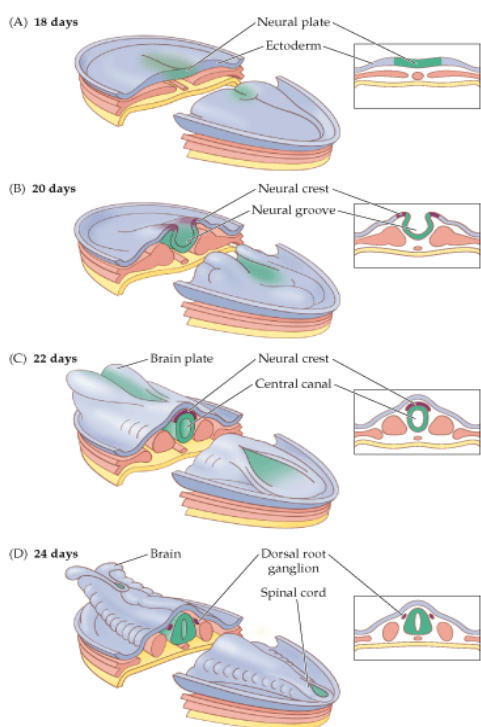 (A) 18 days
Neural plate
Ectoderm
(B) 20 days
Neural crest
Neural groove
(C) 22 days
Brain plate
Neural crest
Central canal
(D) 24 days
Brain
Dorsal root
ganglion
Spinal cord